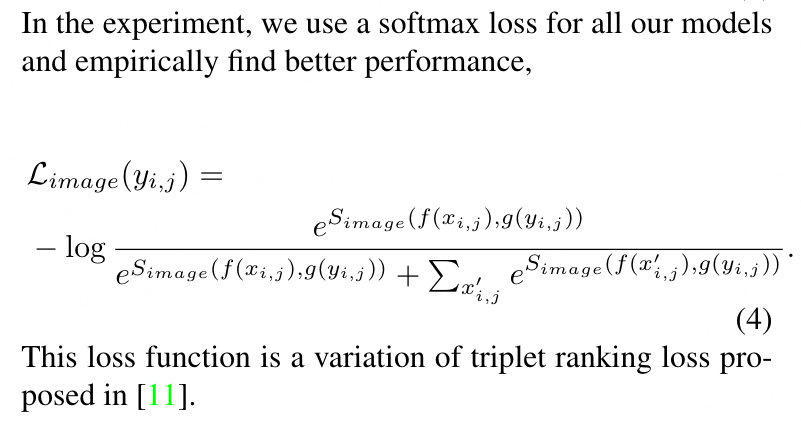 In the experiment, we use a softmax loss for all our models
and empirically find better performance,
\mathcal{L}_{image}(y_{i,j}) =
- \log \frac{e^{S_{image}(f(x_{i,j}),g(y_{i,j}))}}{e^{S_{image}(f(x_{i,j}),g(y_{i,j}))} + \sum_{x'_{i,j}} e^{S_{image}(f(x'_{i,j}),g(y_{i,j}))}}.
(4)
This loss function is a variation of triplet ranking loss pro-
posed in [11].